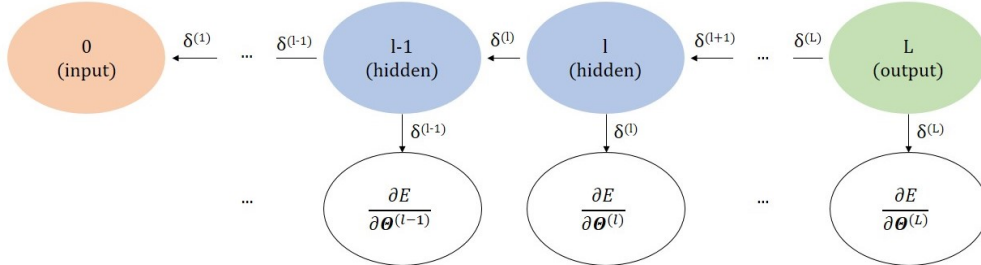 0
(input)
δ⁽¹⁾
...
δ⁽ˡ⁻¹⁾
l-1
(hidden)
δ⁽ˡ⁾
l
(hidden)
δ⁽ˡ⁺¹⁾
...
δ⁽ᴸ⁾
L
(output)
δ⁽ˡ⁻¹⁾
δ⁽ˡ⁾
δ⁽ᴸ⁾
...
∂E
∂Θ⁽ˡ⁻¹⁾
∂E
∂Θ⁽ˡ⁾
...
∂E
∂Θ⁽ᴸ⁾